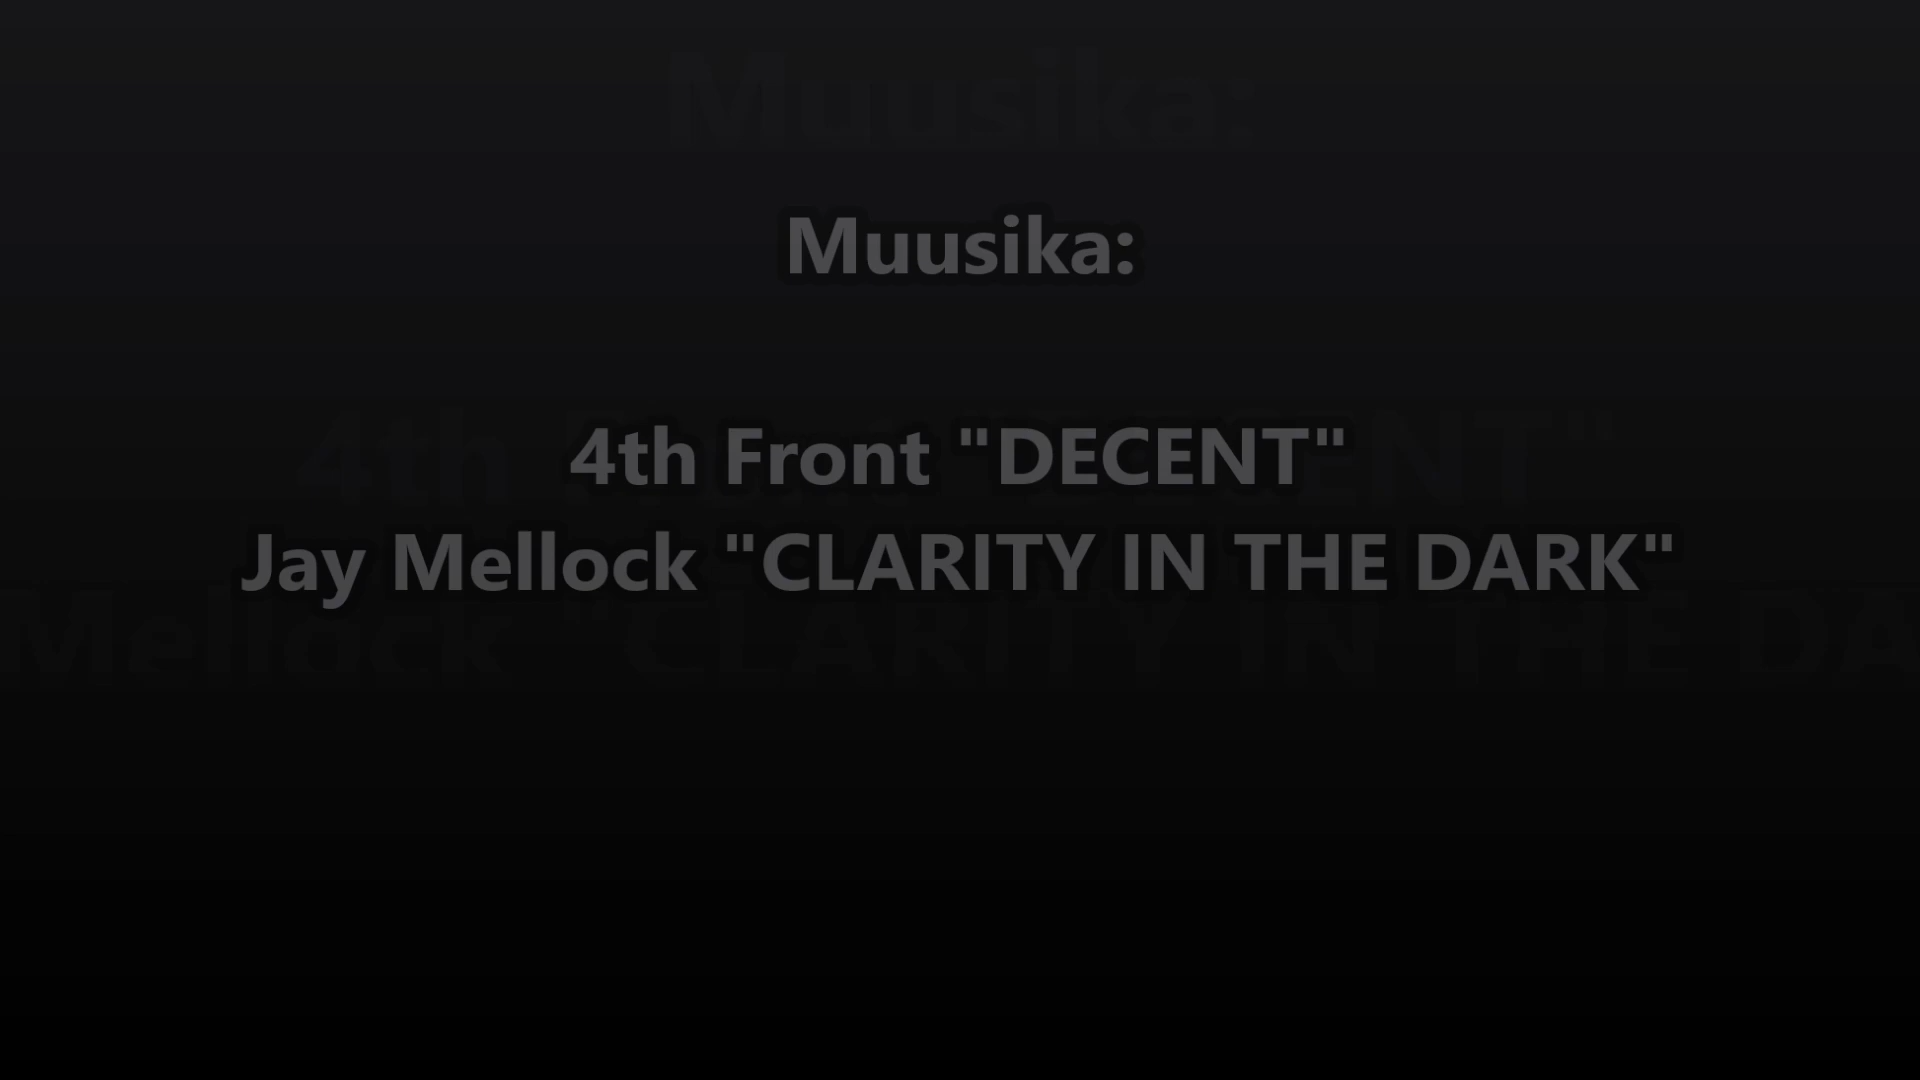 Muusika:
4th Front "DECENT"
Jay Mellock "CLARITY IN THE DARK"